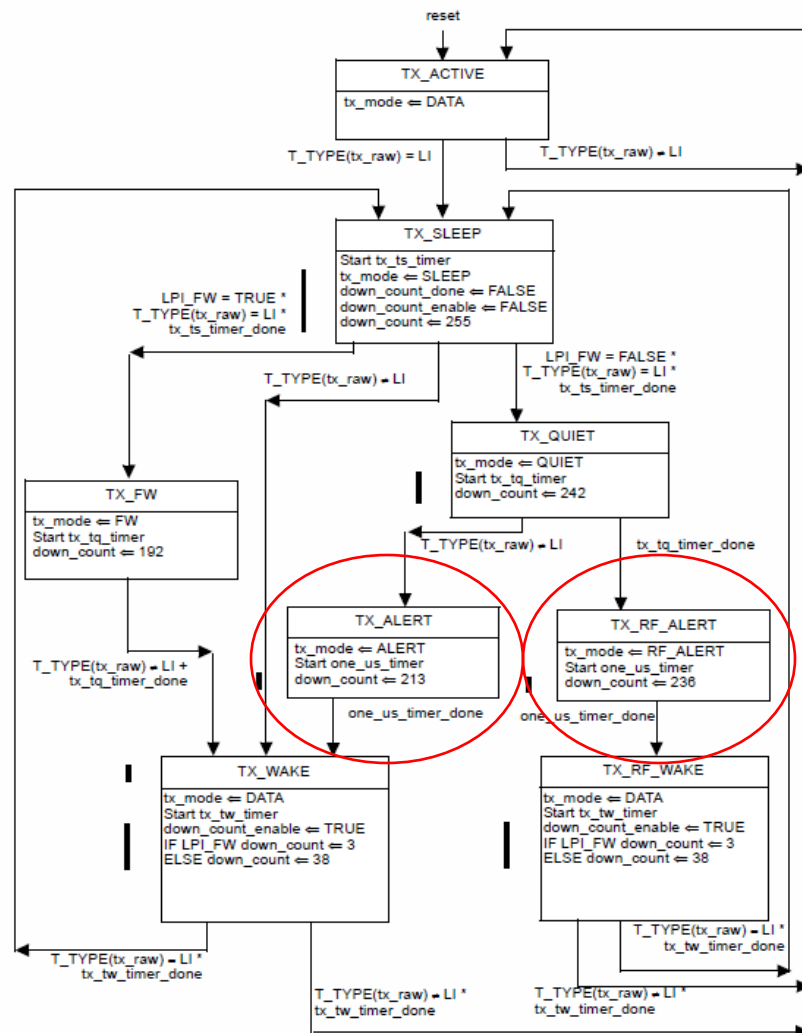 reset
TX_ACTIVE
tx_mode ⇐ DATA
T_TYPE(tx_raw) = LI
T_TYPE(tx_raw) ≠ LI
TX_SLEEP
Start tx_ts_timer
tx_mode ⇐ SLEEP
down_count_done ⇐ FALSE
down_count_enable ⇐ FALSE
down_count ⇐ 255
LPI_FW = TRUE *
T_TYPE(tx_raw) = LI *
tx_ts_timer_done
T_TYPE(tx_raw) ≠ LI
LPI_FW = FALSE *
T_TYPE(tx_raw) = LI *
tx_ts_timer_done
TX_QUIET
tx_mode ⇐ QUIET
Start tx_tq_timer
down_count ⇐ 242
TX_FW
tx_mode ⇐ FW
Start tx_tq_timer
down_count ⇐ 192
T_TYPE(tx_raw) ≠ LI
tx_tq_timer_done
TX_ALERT
tx_mode ⇐ ALERT
Start one_us_timer
down_count ⇐ 213
TX_RF_ALERT
tx_mode ⇐ RF_ALERT
Start one_us_timer
down_count ⇐ 236
T_TYPE(tx_raw) ≠ LI +
tx_tq_timer_done
one_us_timer_done
one_us_timer_done
TX_WAKE
tx_mode ⇐ DATA
Start tx_tw_timer
down_count_enable ⇐ TRUE
IF LPI_FW down_count ⇐ 3
ELSE down_count ⇐ 38
TX_RF_WAKE
tx_mode ⇐ DATA
Start tx_tw_timer
down_count_enable ⇐ TRUE
IF LPI_FW down_count ⇐ 3
ELSE down_count ⇐ 38
T_TYPE(tx_raw) = LI *
tx_tw_timer_done
T_TYPE(tx_raw) = LI *
tx_tw_timer_done
T_TYPE(tx_raw) ≠ LI *
tx_tw_timer_done
T_TYPE(tx_raw) ≠ LI *
tx_tw_timer_done